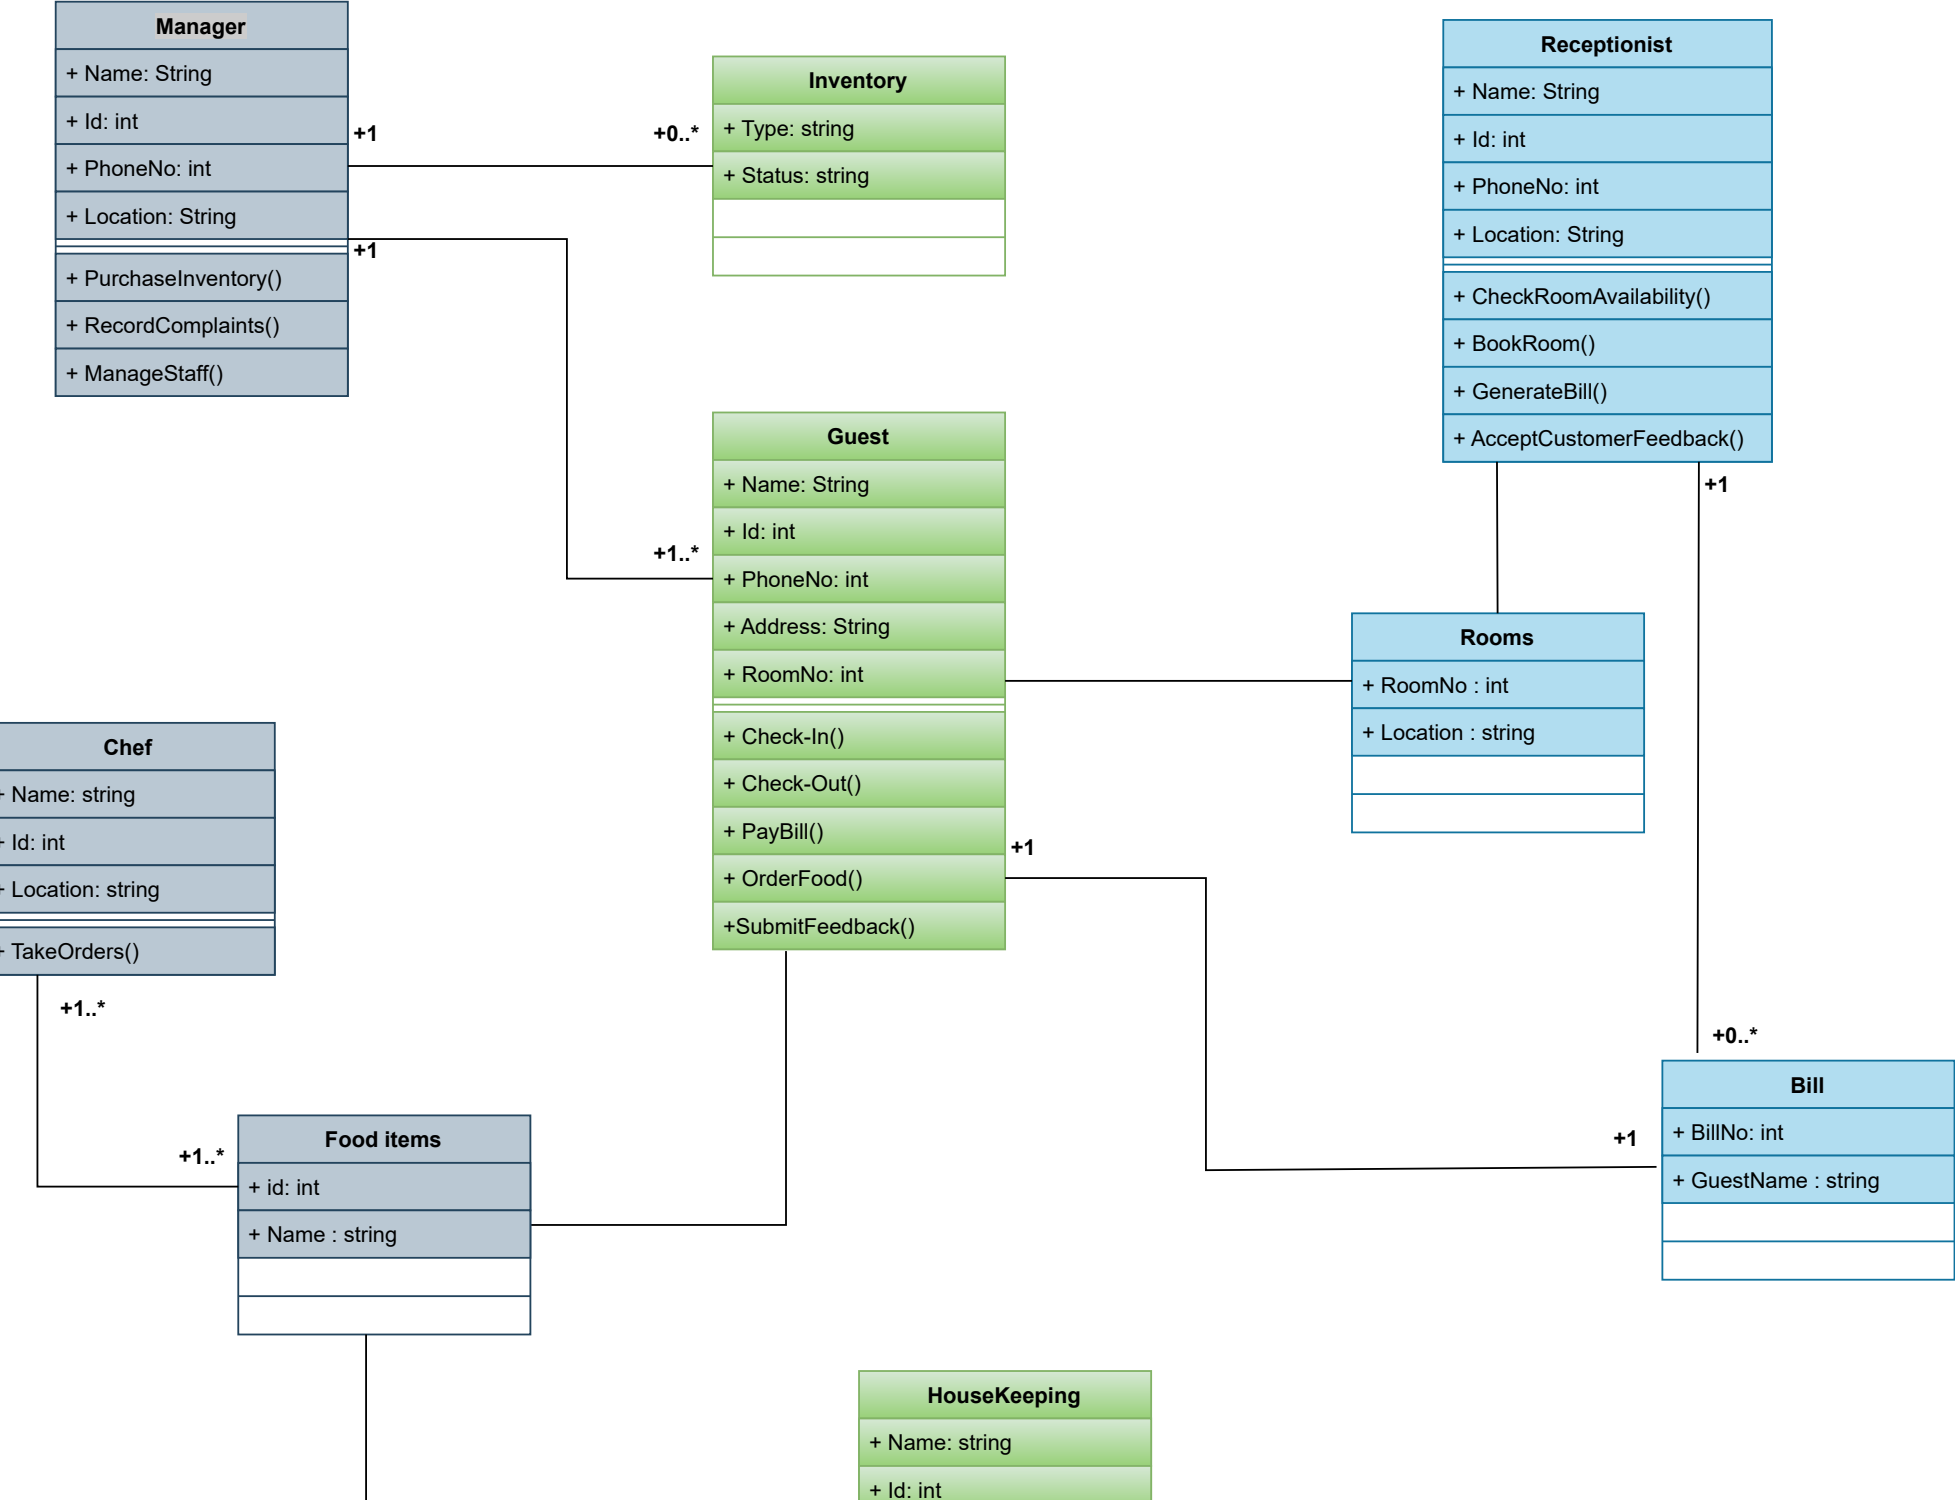 Manager
+ Name: String
+ Id: int
+ PhoneNo: int
+ Location: String
+ PurchaseInventory()
+ RecordComplaints()
+ ManageStaff()
+1
+0..*
+1
Inventory
+ Type: string
+ Status: string
Receptionist
+ Name: String
+ Id: int
+ PhoneNo: int
+ Location: String
+ CheckRoomAvailability()
+ BookRoom()
+ GenerateBill()
+ AcceptCustomerFeedback()
+1
+1..*
Guest
+ Name: String
+ Id: int
+ PhoneNo: int
+ Address: String
+ RoomNo: int
+ Check-In()
+ Check-Out()
+ PayBill()
+ OrderFood()
+SubmitFeedback()
+1
Rooms
+ RoomNo : int
+ Location : string
Chef
+ Name: string
+ Id: int
+ Location: string
+ TakeOrders()
+1..*
+1..*
Food items
+ id: int
+ Name : string
+0..*
+1
Bill
+ BillNo: int
+ GuestName : string
HouseKeeping
+ Name: string
+ Id: int